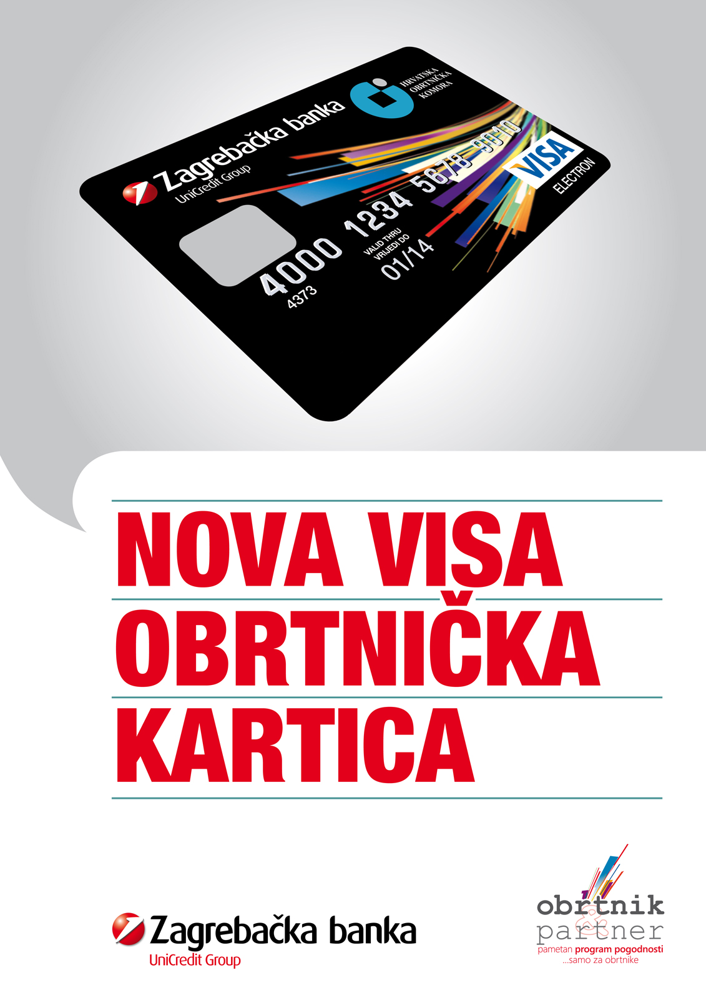 HRVATSKA
OBRTNIČKA
KOMORA
Zagrebačka banka
UniCredit Group
VISA
ELECTRON
4000 1234 5678 9010
4373
VALID THRU
VRIJEDI DO
01/14
NOVA VISA
OBRTNIČKA
KARTICA
Zagrebačka banka
UniCredit Group
obrtnik
&
partner
pametan program pogodnosti
...samo za obrtnike